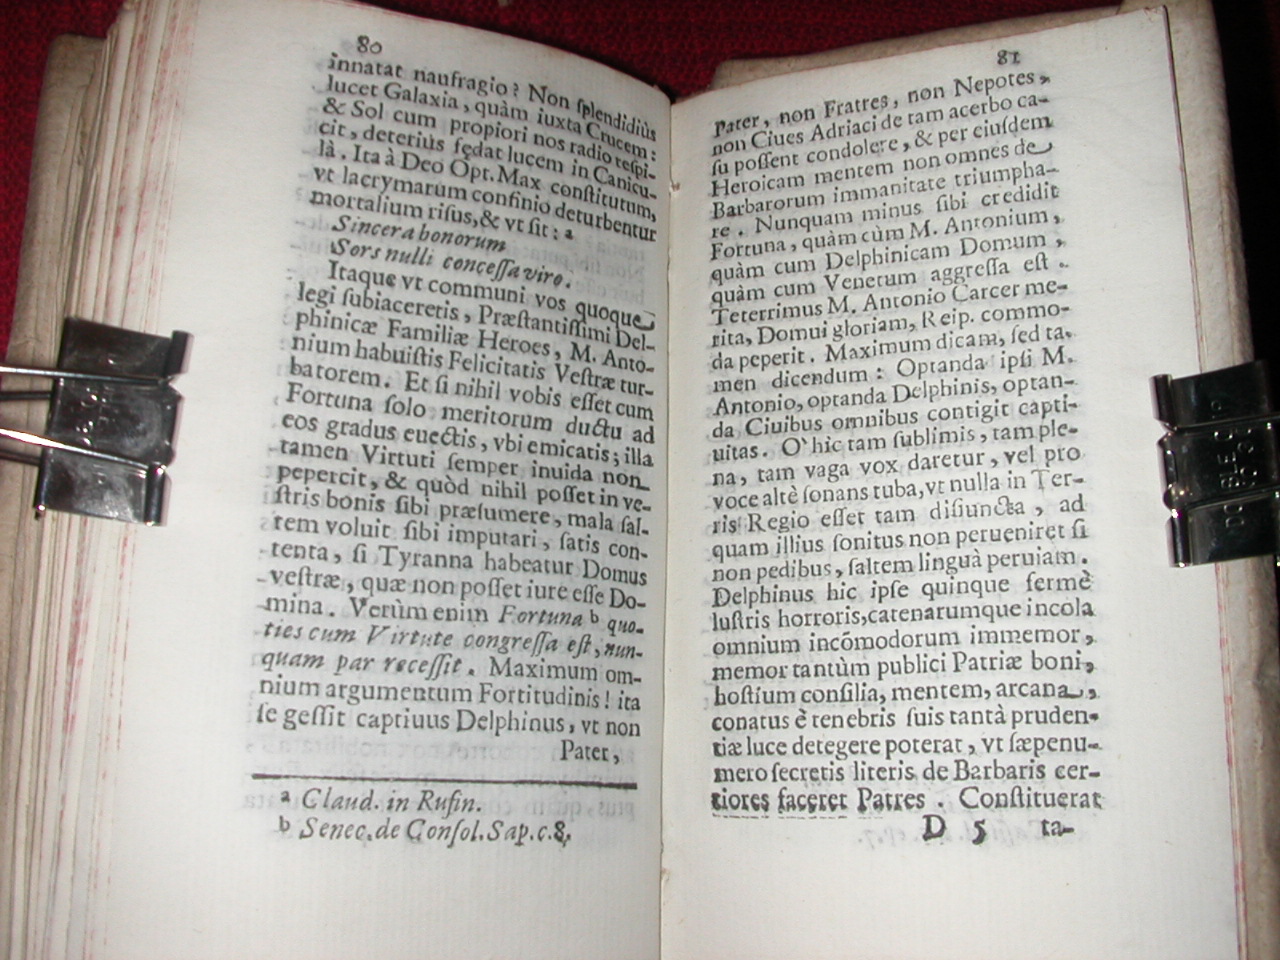 80
innatat naufragio? Non ſplendidiùs
lucet Galaxia, quàm iuxta Crucem:
& Sol cum propiori nos radio reſpi-
cit, deteriùs fędat lucem in Canicu-
là. Ita à Deo Opt. Max conſtitutum,
vt lacrymarum confinio deturbentur
mortalium riſus, & vt ſit: a
Sincera bonorum
Sors nulli conceſſa viro.
Itaque vt communi vos quoque
legi ſubiaceretis, Præſtantiſſimi Del-
phinicæ Familiæ Heroes, M. Anto-
nium habuiſtis Felicitatis Veſtræ tur-
batorem. Et ſi nihil vobis eſſet cum
Fortuna ſolo meritorum ductu ad
eos gradus euectis, vbi emicatis; illa
tamen Virtuti ſemper inuida non
pepercit, & quòd nihil poſſet in ve-
ſtris bonis ſibi præſumere, mala ſal-
tem voluit ſibi imputari, ſatis con-
tenta, ſi Tyranna habeatur Domus
veſtræ, quæ non poſſet iure eſſe Do-
mina. Verùm enim Fortuna b quo-
ties cum Virtute congreſſa eſt, nun-
quam par receſſit. Maximum om-
nium argumentum Fortitudinis! ita
ſe geſſit captiuus Delphinus, vt non
Pater,
a Claud. in Rufin.
b Senec. de Conſol. Sap. c. 8.
81
Pater, non Fratres, non Nepotes,
non Ciues Adriaci de tam acerbo ca-
ſu poſſent condolere, & per eiuſdem
Heroicam mentem non omnes de
Barbarorum immanitate triumpha-
re. Nunquam minus ſibi credidit
Fortuna, quàm cùm M. Antonium,
quàm cum Delphinicam Domum,
quàm cum Venetum aggreſſa eſt.
Teterrimus M. Antonio Carcer me-
rita, Domui gloriam, Reip. commo-
da peperit. Maximum dicam, ſed ta-
men dicendum: Optanda ipſi M.
Antonio, optanda Delphinis, optan-
da Ciuibus omnibus contigit capti-
uitas. O' hic tam ſublimis, tam ple-
na, tam vaga vox daretur, vel pro
voce altè ſonans tuba, vt nulla in Ter-
ris Regio eſſet tam diſiuncta, ad
quam illius ſonitus non perueniret ſi
non pedibus, ſaltem linguà peruiam.
Delphinus hic ipſe quinque fermè
luſtris horroris, catenarumque incola
omnium incõmodorum immemor,
memor tantùm publici Patriæ boni,
hoſtium conſilia, mentem, arcana,
conatus è tenebris ſuis tantà pruden-
tiæ luce detegere poterat, vt ſæpenu-
mero ſecretis literis de Barbaris cer-
tiores faceret Patres. Conſtituerat
D 5 ta-